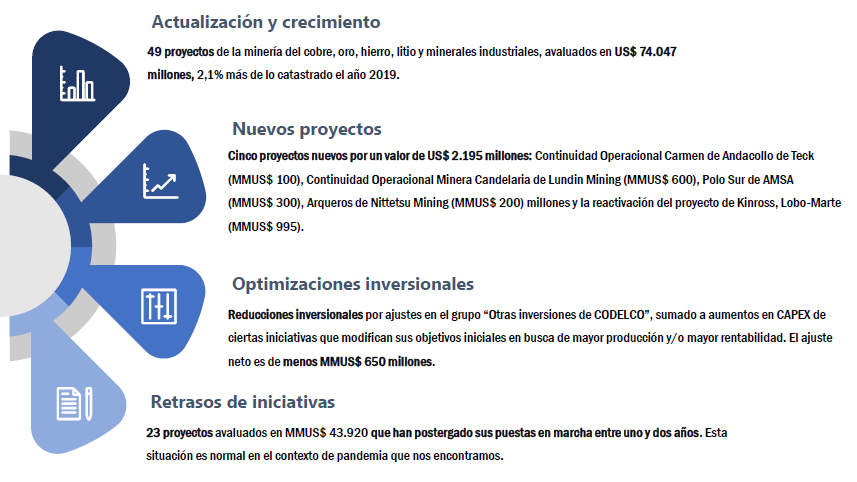 Actualización y crecimiento
49 proyectos de la minería del cobre, oro, hierro, litio y minerales industriales, avaluados en US$ 74.047
millones, 2,1% más de lo catastrado el año 2019.
Nuevos proyectos
Cinco proyectos nuevos por un valor de US$ 2.195 millones: Continuidad Operacional Carmen de Andacollo de Teck
(MMUS$ 100), Continuidad Operacional Minera Candelaria de Lundin Mining (MMUS$ 600), Polo Sur de AMSA
(MMUS$ 300), Arqueros de Nittetsu Mining (MMUS$ 200) millones y la reactivación del proyecto de Kinross, Lobo-Marte
(MMUS$ 995).
Optimizaciones inversionales
Reducciones inversionales por ajustes en el grupo “Otras inversiones de CODELCO”, sumado a aumentos en CAPEX de
ciertas iniciativas que modifican sus objetivos iniciales en busca de mayor producción y/o mayor rentabilidad. El ajuste
neto es de menos MMUS$ 650 millones.
Retrasos de iniciativas
23 proyectos avaluados en MMUS$ 43.920 que han postergado sus puestas en marcha entre uno y dos años. Esta
situación es normal en el contexto de pandemia que nos encontramos.